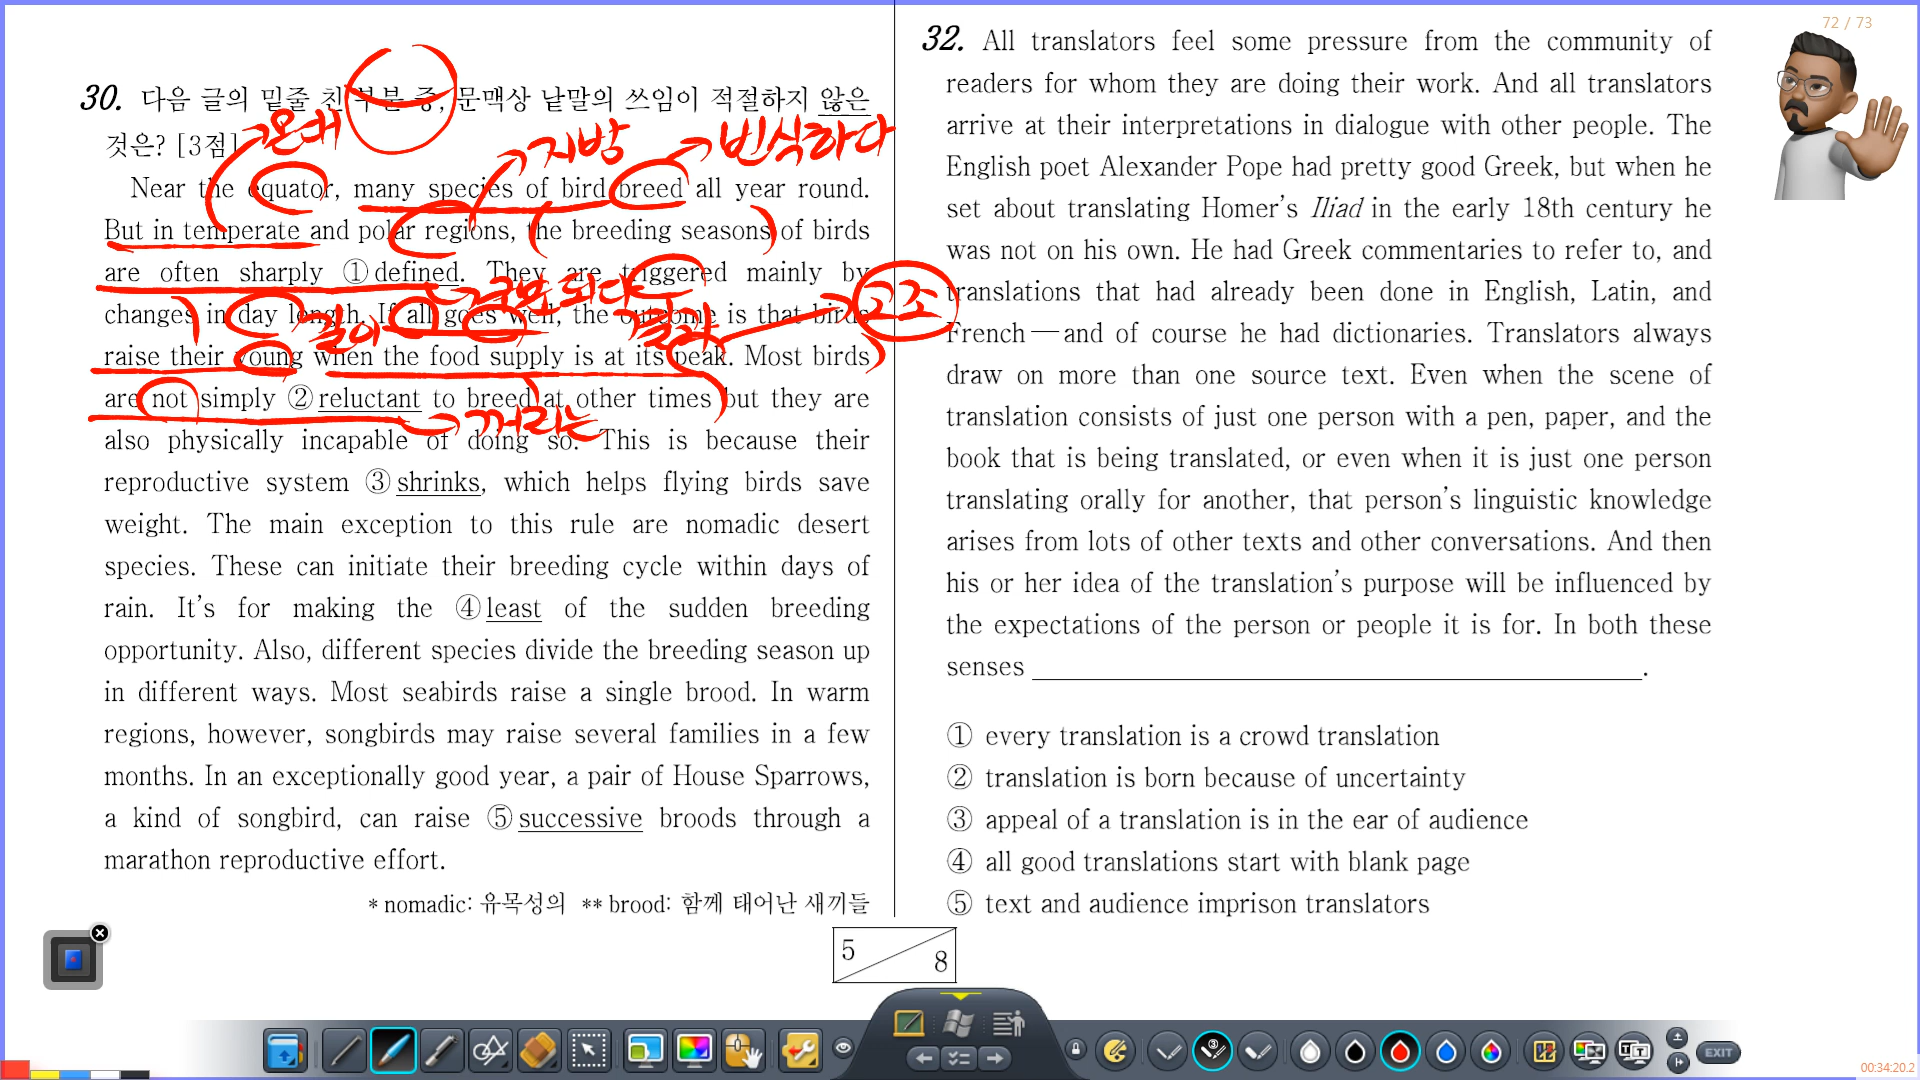 72 / 73
30. 다음 글의 밑줄 친 부분 중, 문맥상 낱말의 쓰임이 적절하지 않은
것은? [3점]
온대
지방
번식하다
Near the equator, many species of bird breed all year round.
But in temperate and polar regions, the breeding seasons of birds
are often sharply ① defined. They are triggered mainly by
changes in day length. If all goes well, the outcome is that birds
길이
결과
고조
raise their young when the food supply is at its peak. Most birds
are not simply ② reluctant to breed at other times but they are
꺼리는
also physically incapable of doing so. This is because their
reproductive system ③ shrinks, which helps flying birds save
weight. The main exception to this rule are nomadic desert
species. These can initiate their breeding cycle within days of
rain. It's for making the ④ least of the sudden breeding
opportunity. Also, different species divide the breeding season up
in different ways. Most seabirds raise a single brood. In warm
regions, however, songbirds may raise several families in a few
months. In an exceptionally good year, a pair of House Sparrows,
a kind of songbird, can raise ⑤ successive broods through a
marathon reproductive effort.
* nomadic: 유목성의 ** brood: 함께 태어난 새끼들
32. All translators feel some pressure from the community of
readers for whom they are doing their work. And all translators
arrive at their interpretations in dialogue with other people. The
English poet Alexander Pope had pretty good Greek, but when he
set about translating Homer's Iliad in the early 18th century he
was not on his own. He had Greek commentaries to refer to, and
translations that had already been done in English, Latin, and
French—and of course he had dictionaries. Translators always
draw on more than one source text. Even when the scene of
translation consists of just one person with a pen, paper, and the
book that is being translated, or even when it is just one person
translating orally for another, that person's linguistic knowledge
arises from lots of other texts and other conversations. And then
his or her idea of the translation's purpose will be influenced by
the expectations of the person or people it is for. In both these
senses ______.
① every translation is a crowd translation
② translation is born because of uncertainty
③ appeal of a translation is in the ear of audience
④ all good translations start with blank page
⑤ text and audience imprison translators
5
8
EXIT
00:34:20.2